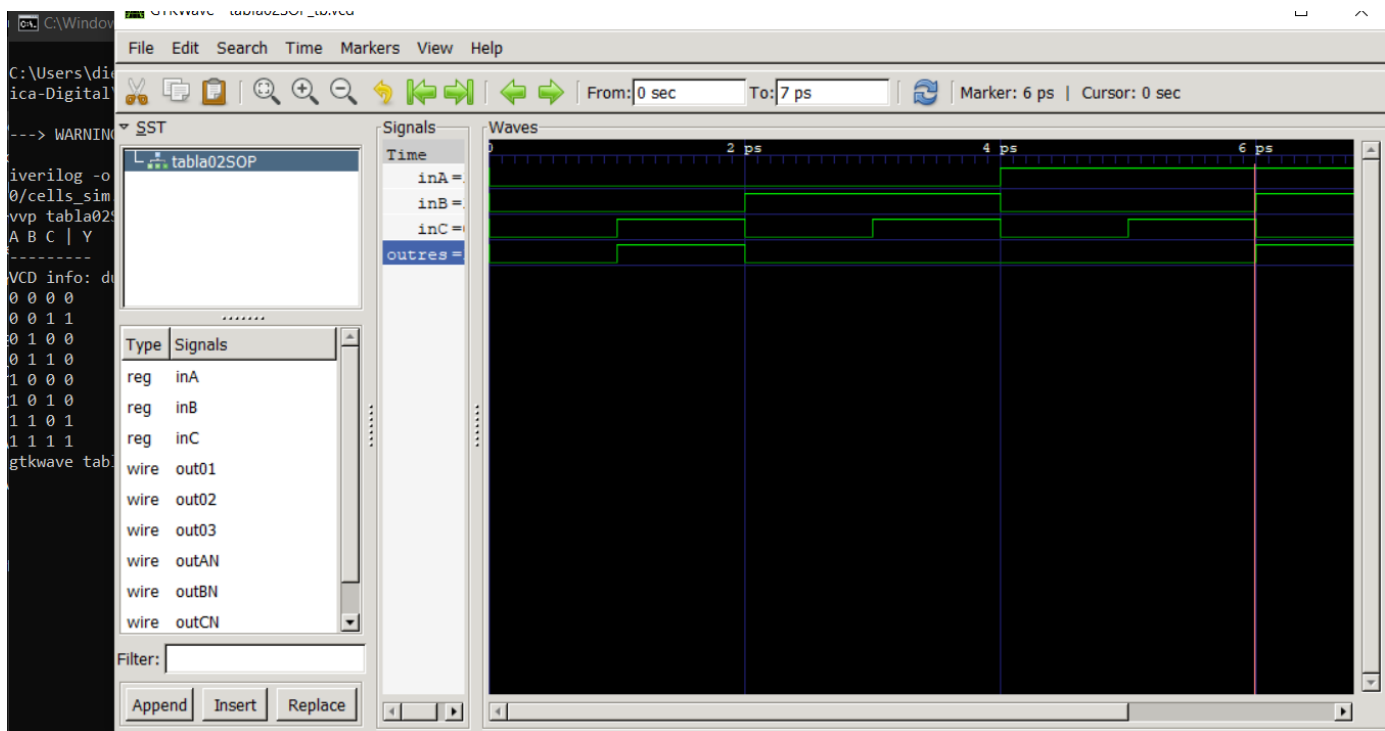 C:\Window
GTKWave - tabla02SOP_tb.vcd
File Edit Search Time Markers View Help
From: 0 sec To: 7 ps Marker: 6 ps | Cursor: 0 sec
C:\Users\di
ica-Digital\
---> WARNIN
iverilog -o
0/cells_sim
vvp tabla02S
A B C | Y
---------
VCD info: du
0 0 0 0
0 0 1 1
0 1 0 0
0 1 1 0
1 0 0 0
1 0 1 0
1 1 0 1
1 1 1 1
gtkwave tab
SST
tabla02SOP
Type Signals
reg inA
reg inB
reg inC
wire out01
wire out02
wire out03
wire outAN
wire outBN
wire outCN
Filter:
Append Insert Replace
Signals
Time
inA =
inB =
inC =
outres =
Waves
0 2 ps 4 ps 6 ps